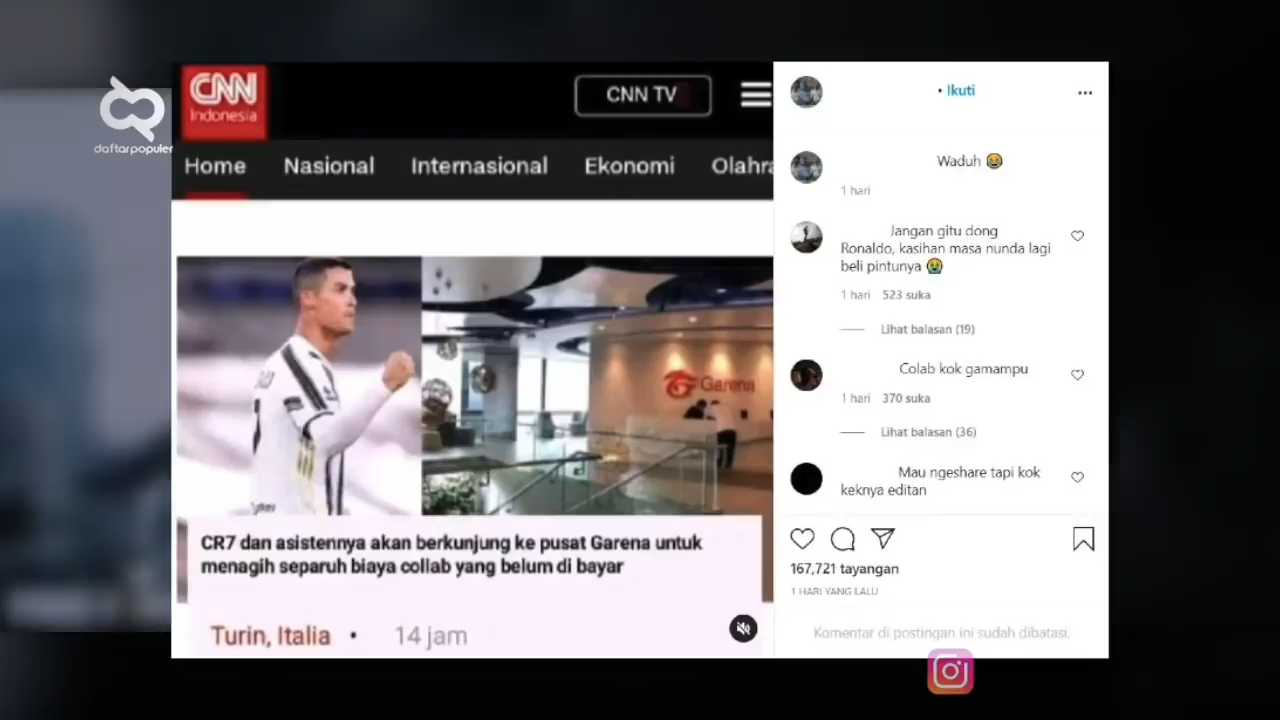 CNN
Indonesia
CNN TV
daftarpopuler
Home Nasional Internasional Ekonomi Olahra
Garena
CR7 dan asistennya akan berkunjung ke pusat Garena untuk
menagih separuh biaya collab yang belum di bayar
Turin, Italia • 14 jam
• Ikuti
Waduh 😂
1 hari
Jangan gitu dong
Ronaldo, kasihan masa nunda lagi
beli pintunya 😭
1 hari 523 suka
Lihat balasan (19)
Colab kok gamampu
1 hari 370 suka
Lihat balasan (36)
Mau ngeshare tapi kok
keknya editan
167,721 tayangan
1 HARI YANG LALU
Komentar di postingan ini sudah dibatasi.